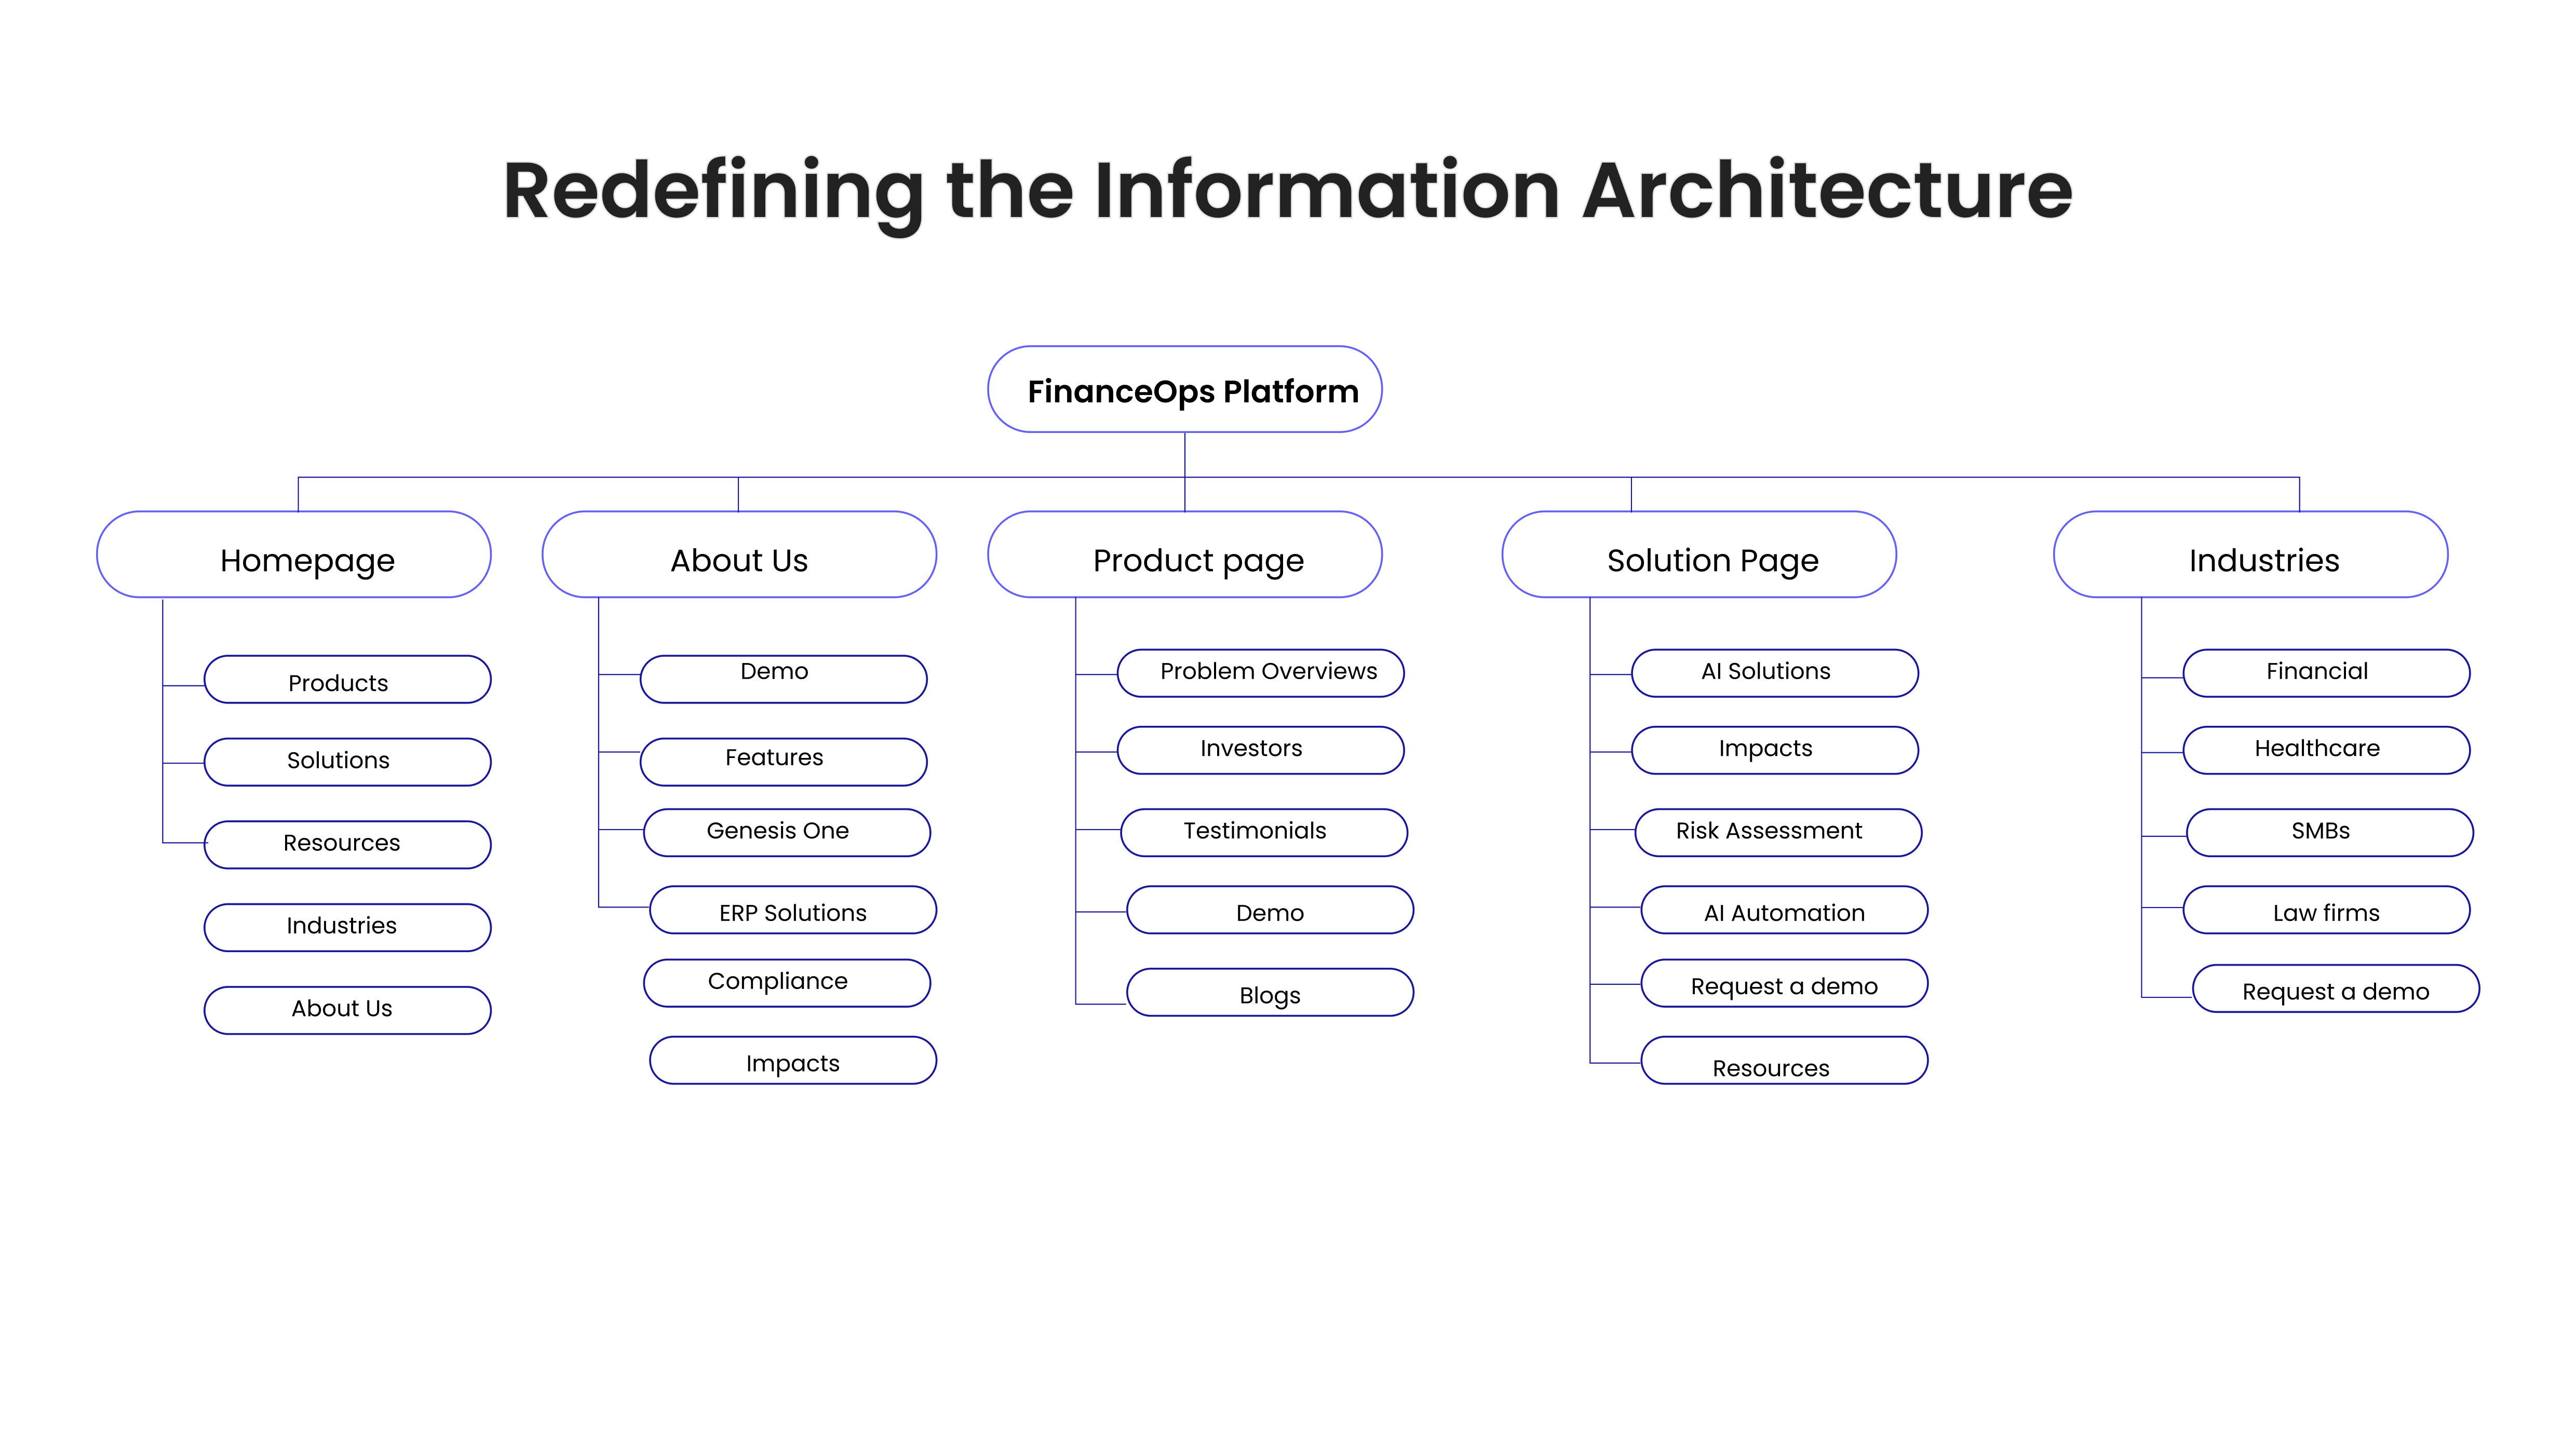 Redefining the Information Architecture
FinanceOps Platform
Homepage
Products
Solutions
Resources
Industries
About Us
About Us
Demo
Features
Genesis One
ERP Solutions
Compliance
Impacts
Product page
Problem Overviews
Investors
Testimonials
Demo
Blogs
Solution Page
AI Solutions
Impacts
Risk Assessment
AI Automation
Request a demo
Resources
Industries
Financial
Healthcare
SMBs
Law firms
Request a demo